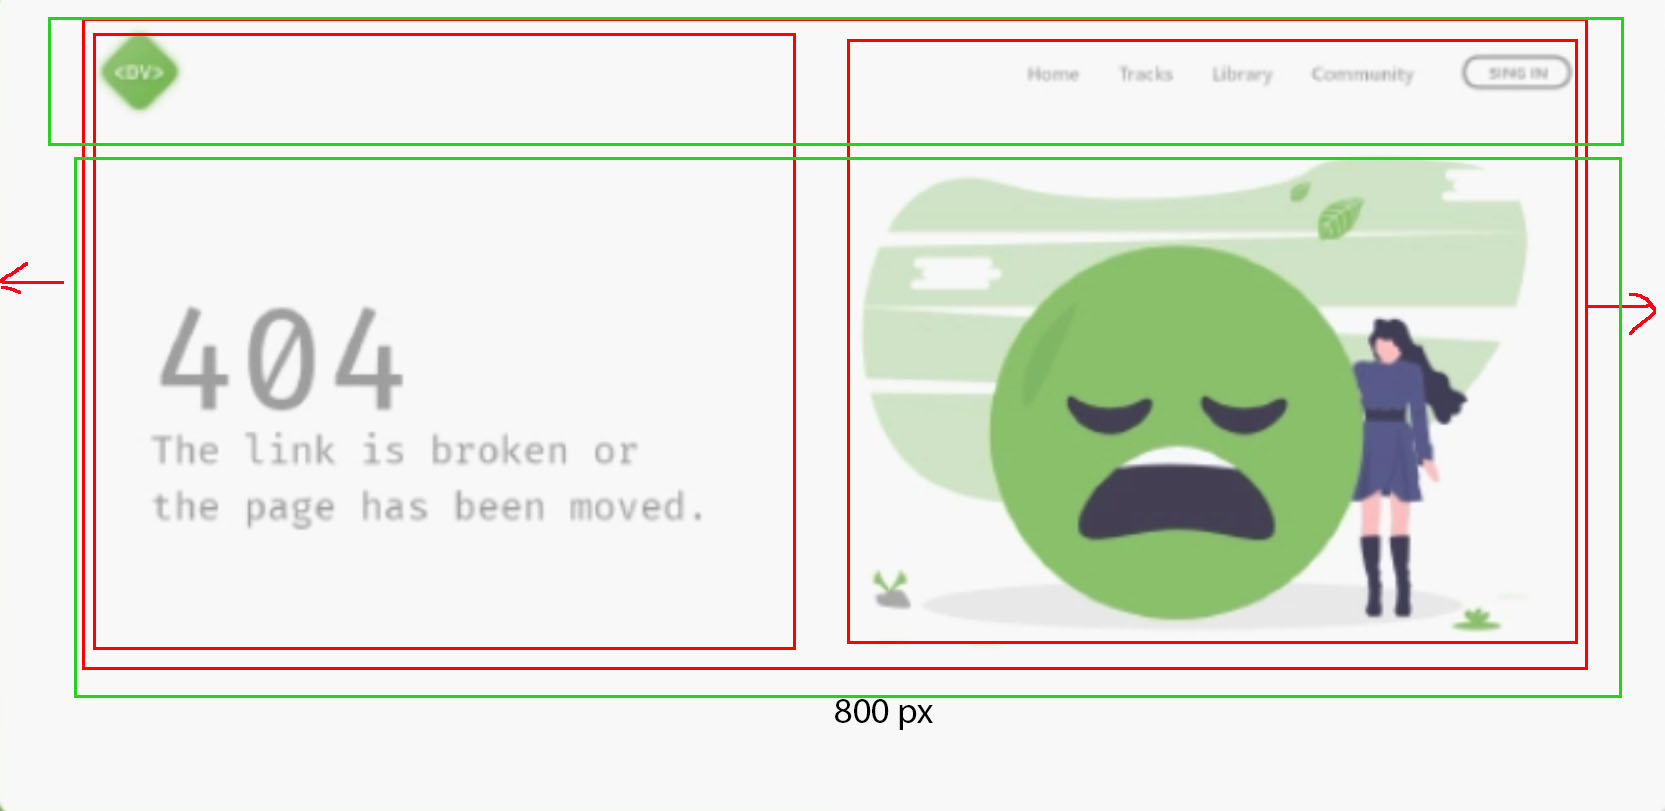 <DV>
Home Tracks Library Community SING IN
404
The link is broken or
the page has been moved.
800 px